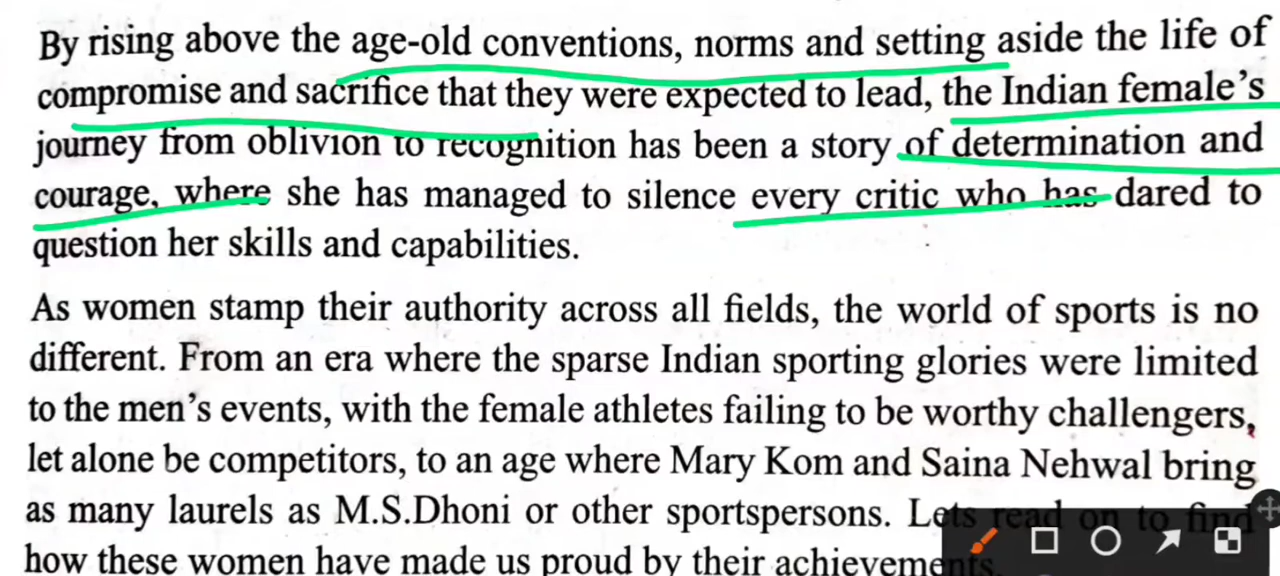 By rising above the age-old conventions, norms and setting aside the life of
compromise and sacrifice that they were expected to lead, the Indian female's
journey from oblivion to recognition has been a story of determination and
courage, where she has managed to silence every critic who has dared to
question her skills and capabilities.
As women stamp their authority across all fields, the world of sports is no
different. From an era where the sparse Indian sporting glories were limited
to the men's events, with the female athletes failing to be worthy challengers,
let alone be competitors, to an age where Mary Kom and Saina Nehwal bring
as many laurels as M.S.Dhoni or other sportspersons. Lets read on to find
how these women have made us proud by their achievements.